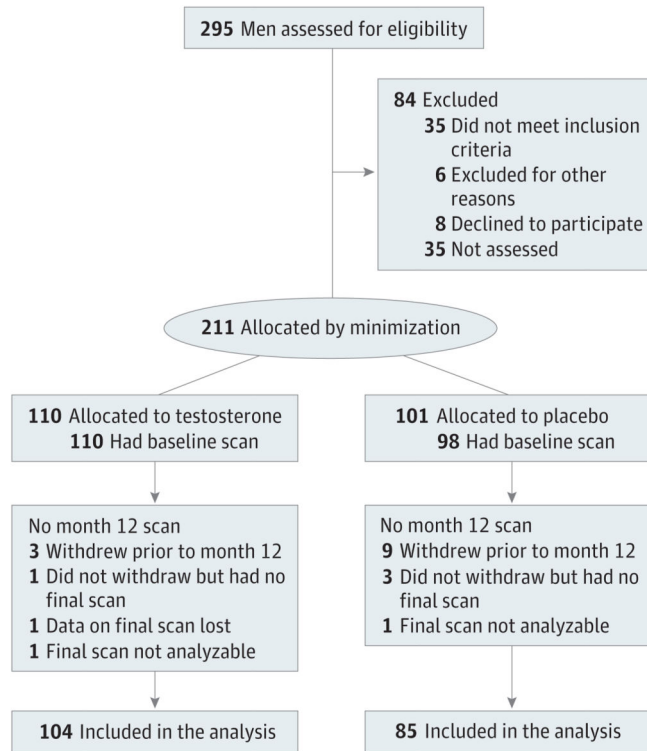 295 Men assessed for eligibility
84 Excluded
35 Did not meet inclusion
criteria
6 Excluded for other
reasons
8 Declined to participate
35 Not assessed
211 Allocated by minimization
110 Allocated to testosterone
110 Had baseline scan
101 Allocated to placebo
98 Had baseline scan
No month 12 scan
3 Withdrew prior to month 12
1 Did not withdraw but had no
final scan
1 Data on final scan lost
1 Final scan not analyzable
No month 12 scan
9 Withdrew prior to month 12
3 Did not withdraw but had no
final scan
1 Final scan not analyzable
104 Included in the analysis
85 Included in the analysis